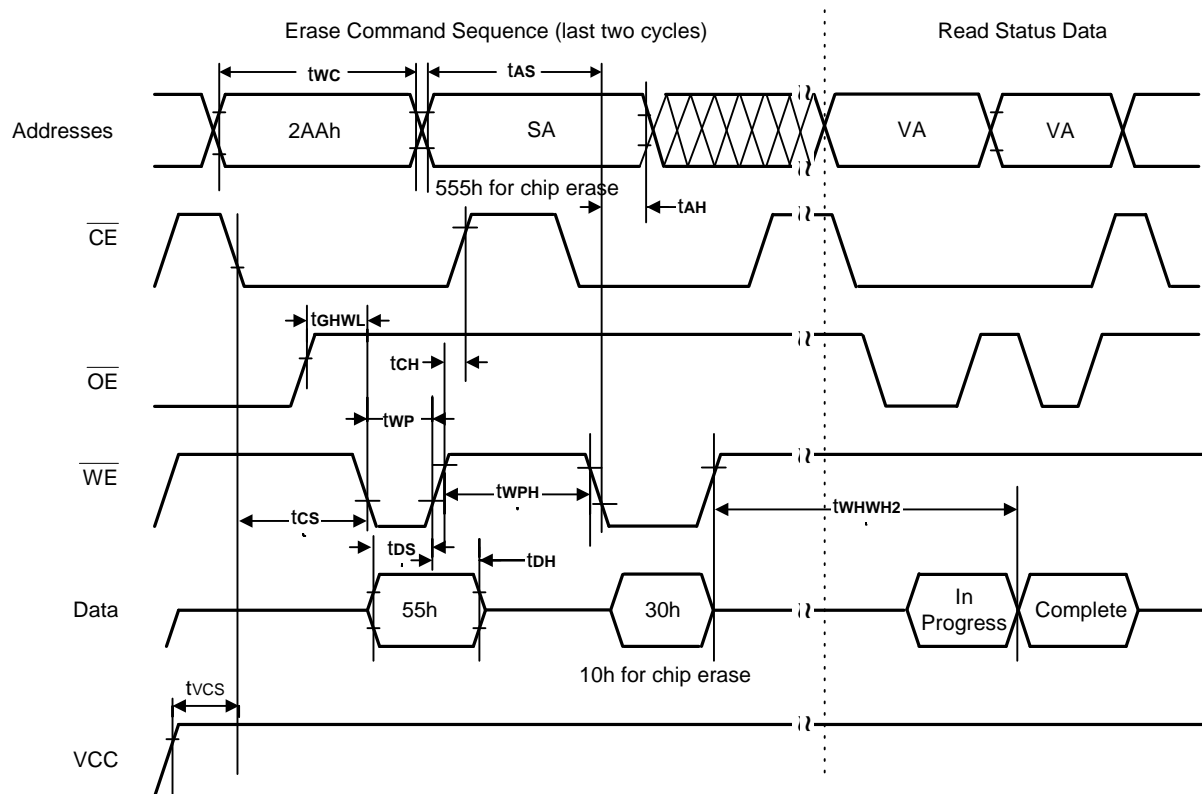 Erase Command Sequence (last two cycles)
Read Status Data
tWC
tAS
Addresses
2AAh
SA
VA
VA
555h for chip erase
tAH
CE
tGHWL
tCH
OE
tWP
WE
tWPH
tWHWH2
tCS
tDS
tDH
Data
55h
30h
In
Progress
Complete
10h for chip erase
tVCS
VCC